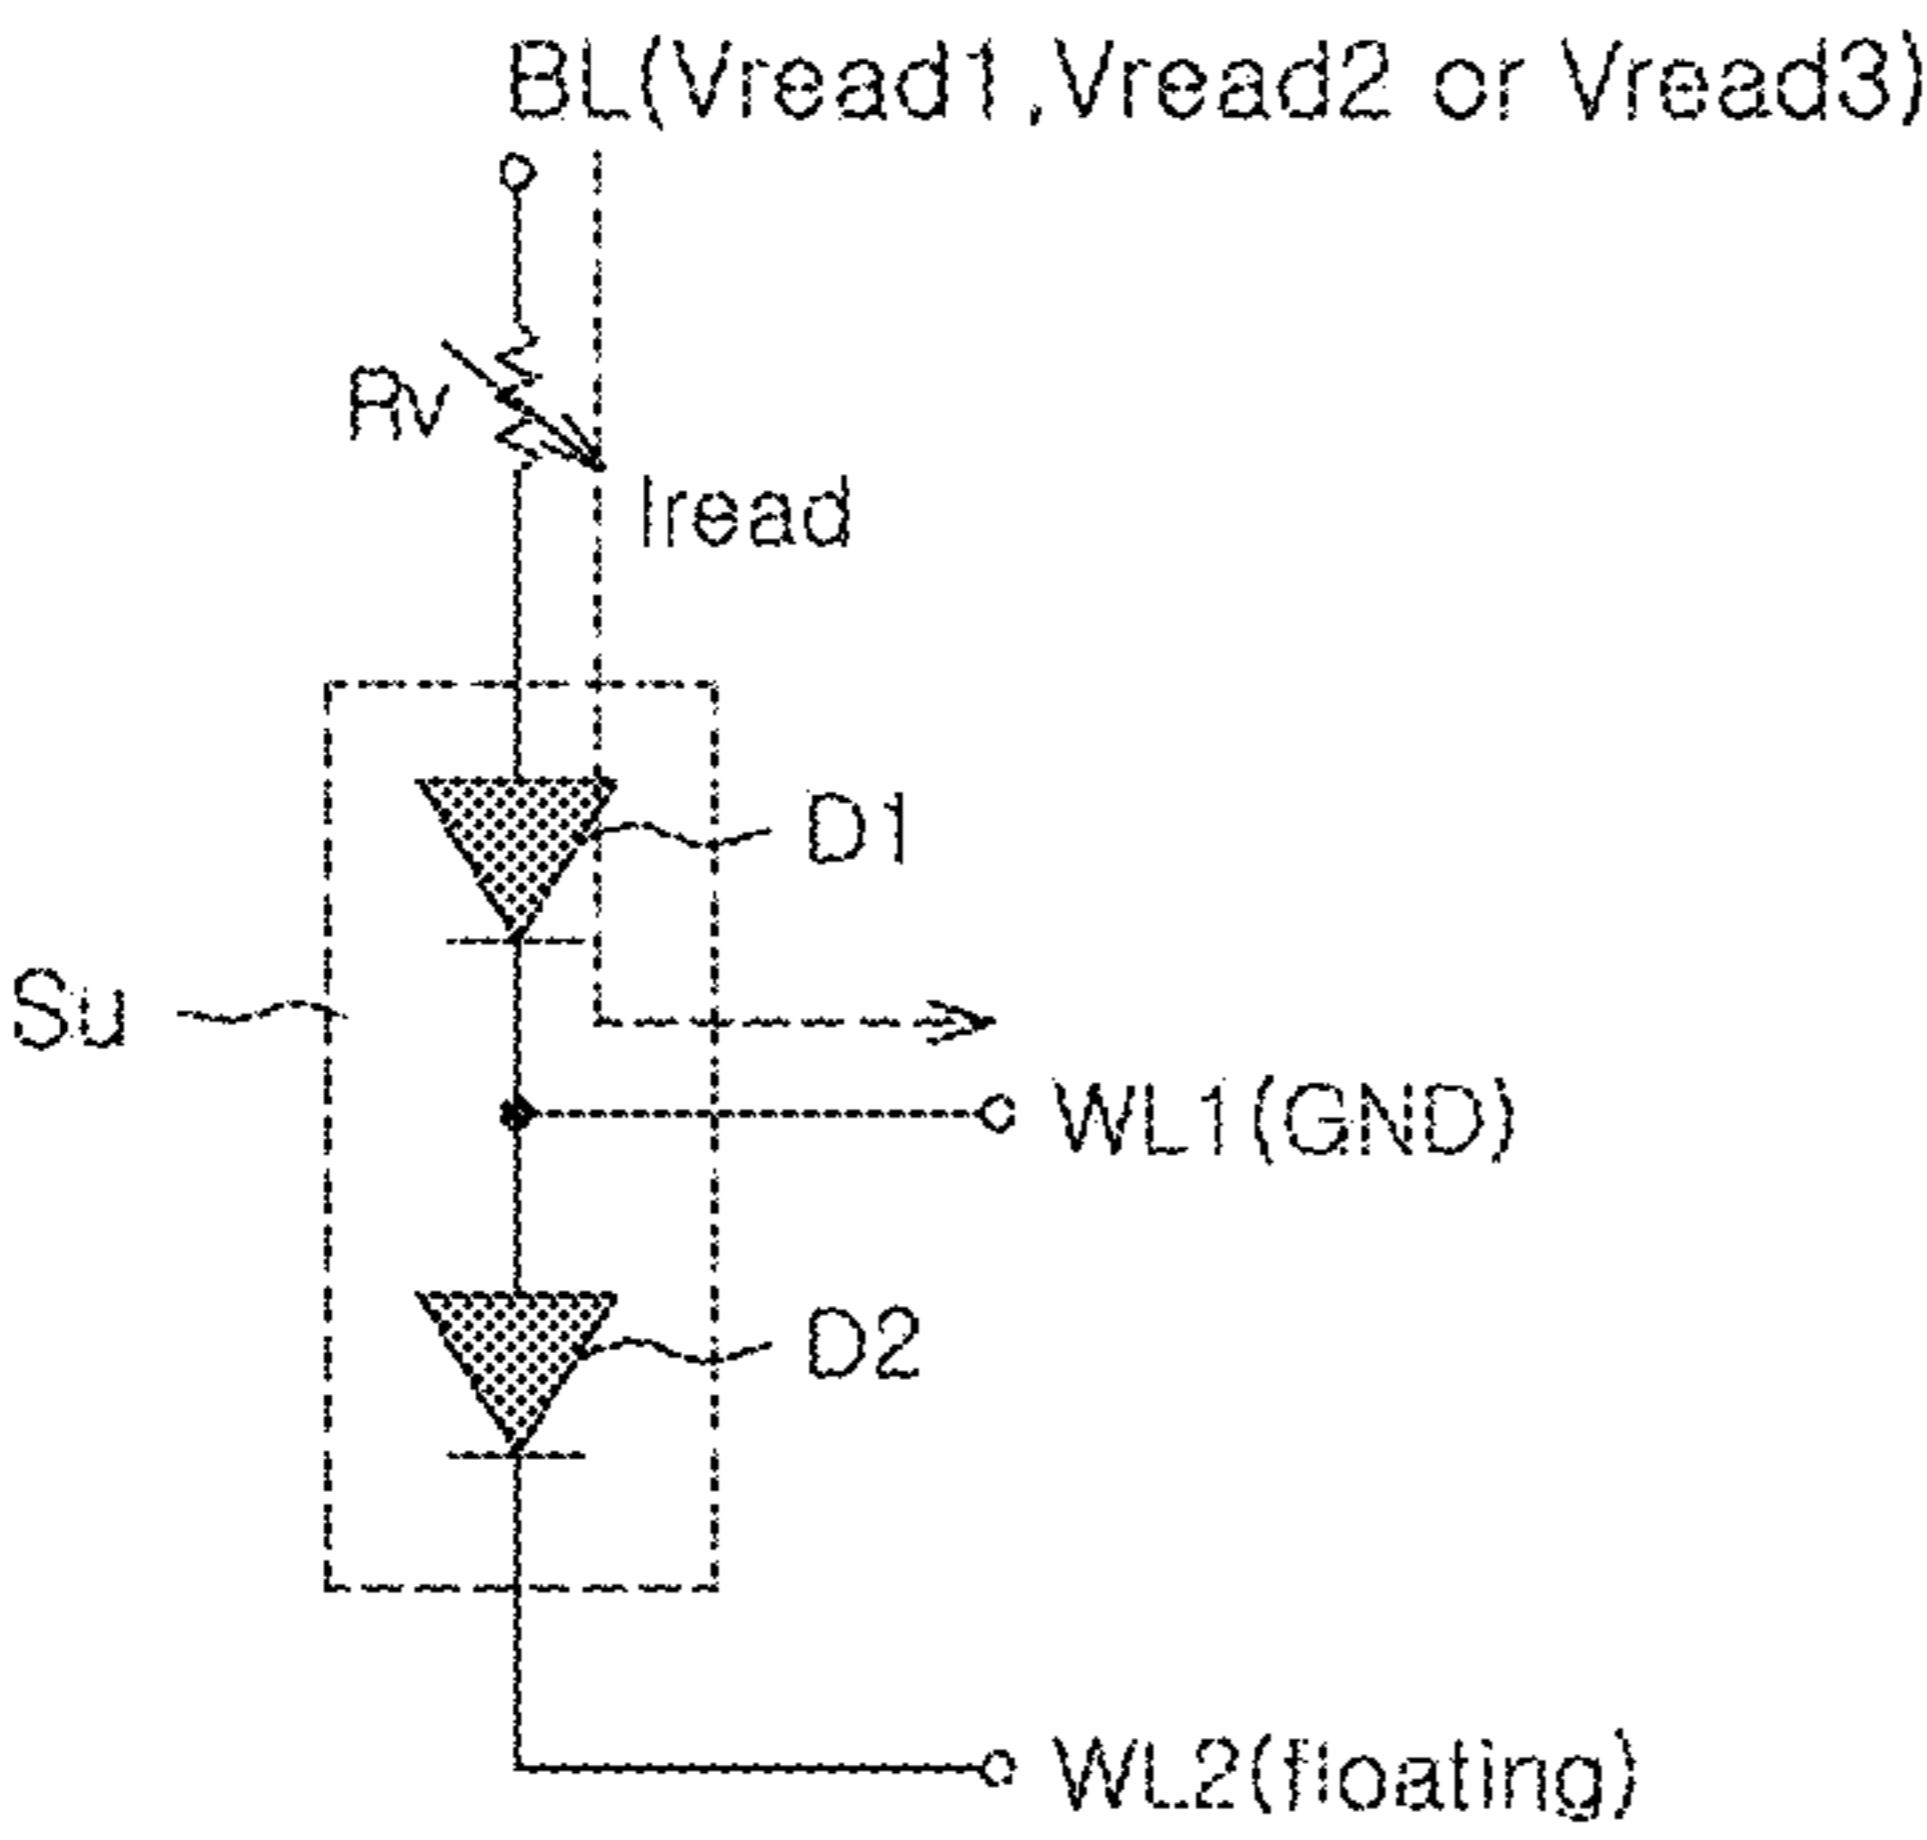 BL(Vread1,Vread2 or Vread3)
Rv
Iread
D1
Su
WL1(GND)
D2
WL2(floating)